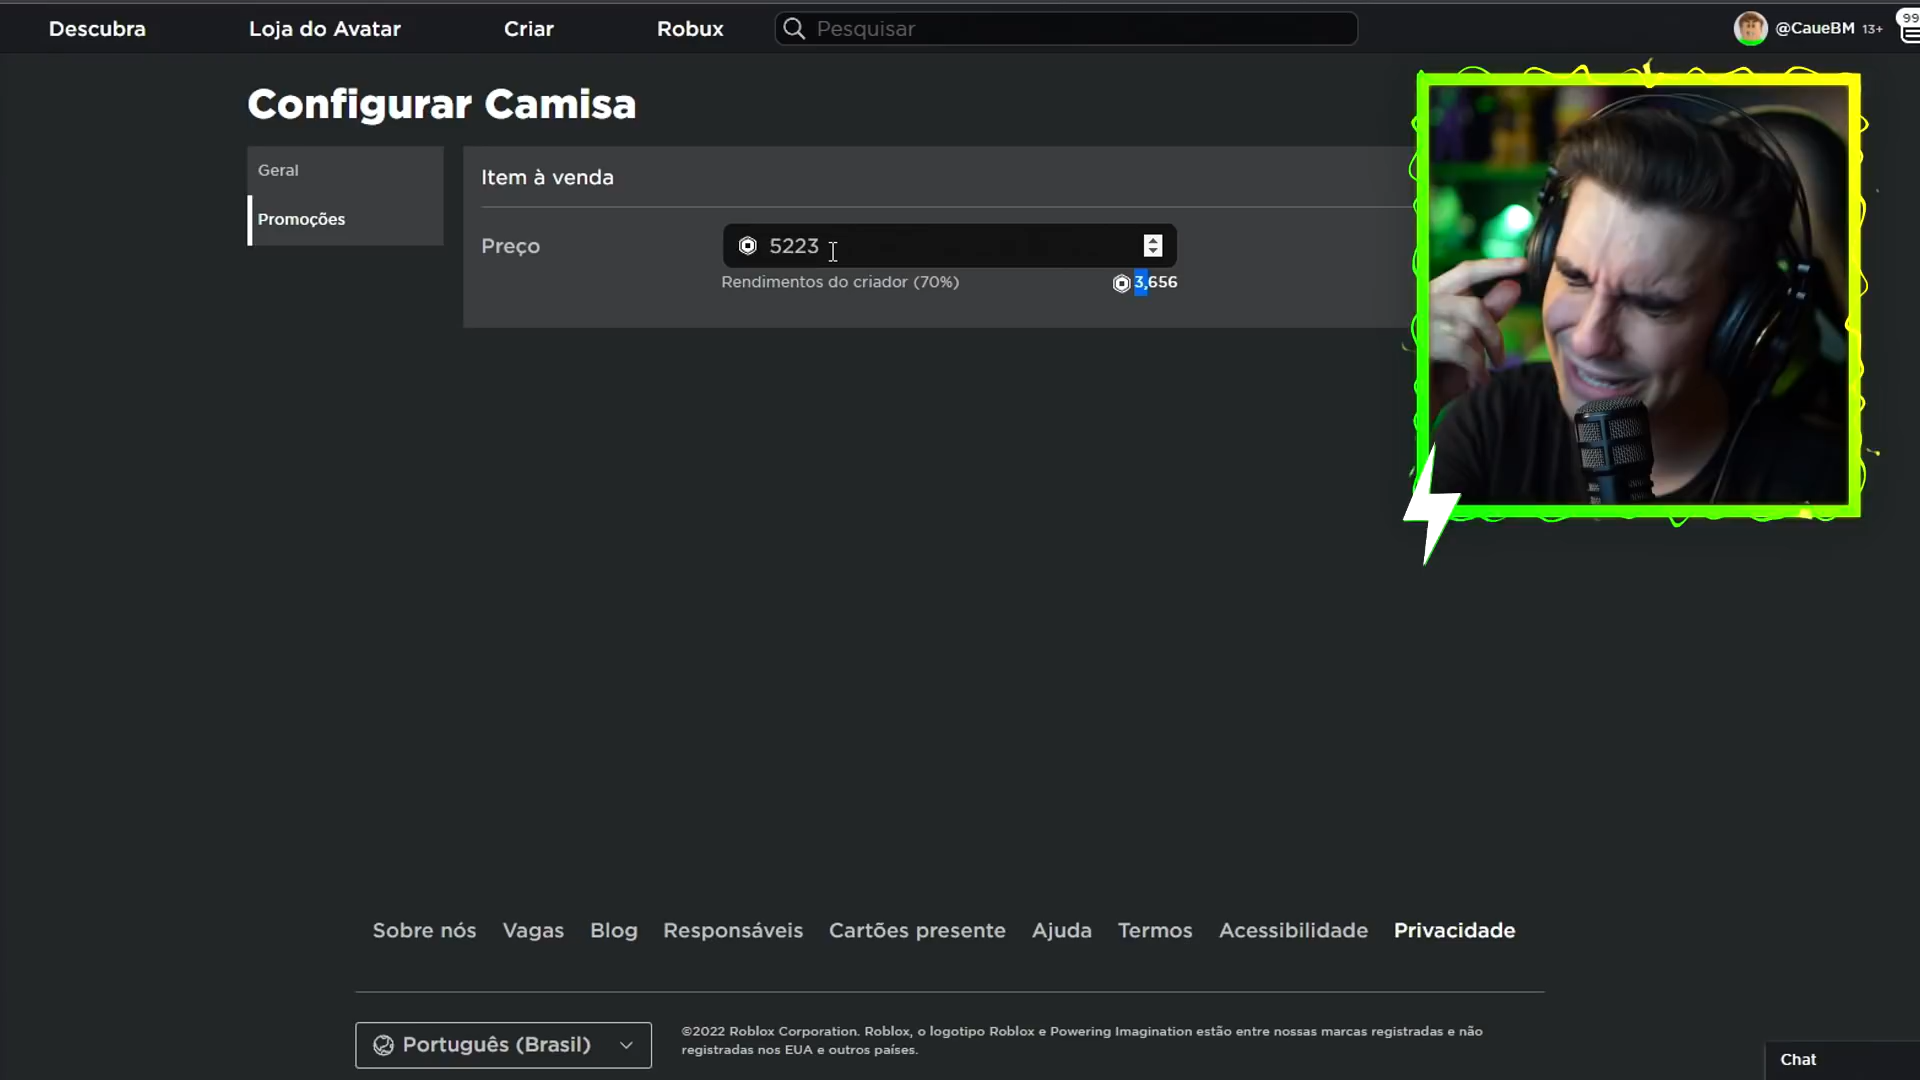 Descubra Loja do Avatar Criar Robux Pesquisar @CaueBM 13+ 99
Configurar Camisa
Geral
Promoções
Item à venda
Preço 5223
Rendimentos do criador (70%) 3,656
Sobre nós Vagas Blog Responsáveis Cartões presente Ajuda Termos Acessibilidade Privacidade
Português (Brasil)
©2022 Roblox Corporation. Roblox, o logotipo Roblox e Powering Imagination estão entre nossas marcas registradas e não
registradas nos EUA e outros países.
Chat